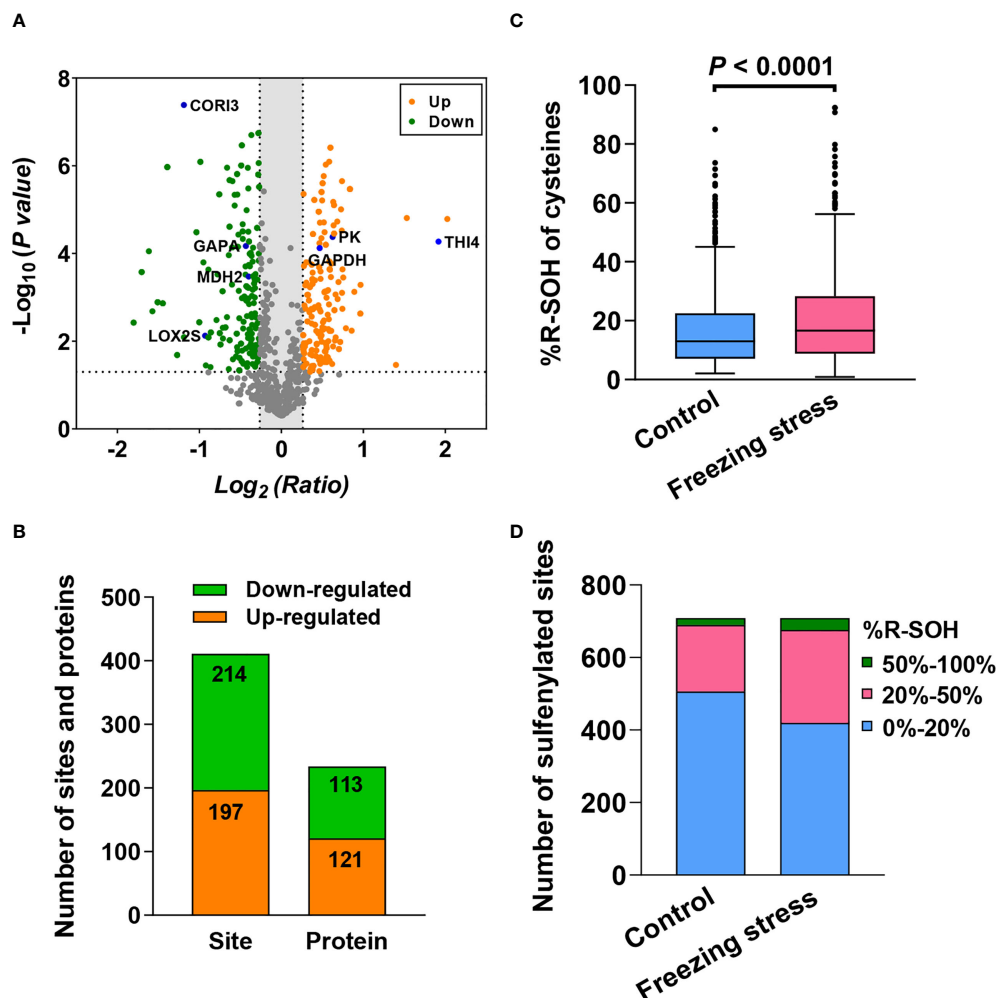 A
8
6
4
2
0
-Log10 (P value)
-2
-1
0
1
2
Log2 (Ratio)
Up
Down
CORI3
GAPA
MDH2
LOX2S
PK
GAPDH
THI4
C
P < 0.0001
100
80
60
40
20
0
%R-SOH of cysteines
Control
Freezing stress
B
500
400
300
200
100
0
Number of sites and proteins
Down-regulated
Up-regulated
214
197
113
121
Site
Protein
D
800
600
400
200
0
Number of sulfenylated sites
%R-SOH
50%-100%
20%-50%
0%-20%
Control
Freezing stress